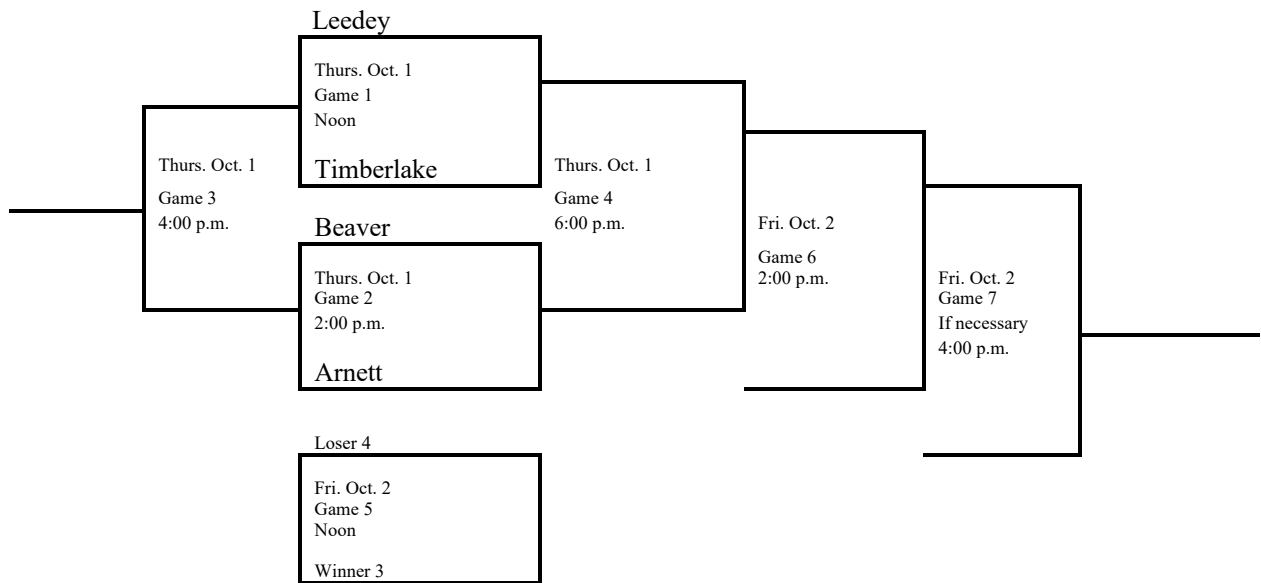 Leedey
Thurs. Oct. 1
Game 1
Noon
Timberlake
Thurs. Oct. 1
Game 3
4:00 p.m.
Thurs. Oct. 1
Game 4
6:00 p.m.
Beaver
Thurs. Oct. 1
Game 2
2:00 p.m.
Arnett
Fri. Oct. 2
Game 6
2:00 p.m.
Fri. Oct. 2
Game 7
If necessary
4:00 p.m.
Loser 4
Fri. Oct. 2
Game 5
Noon
Winner 3